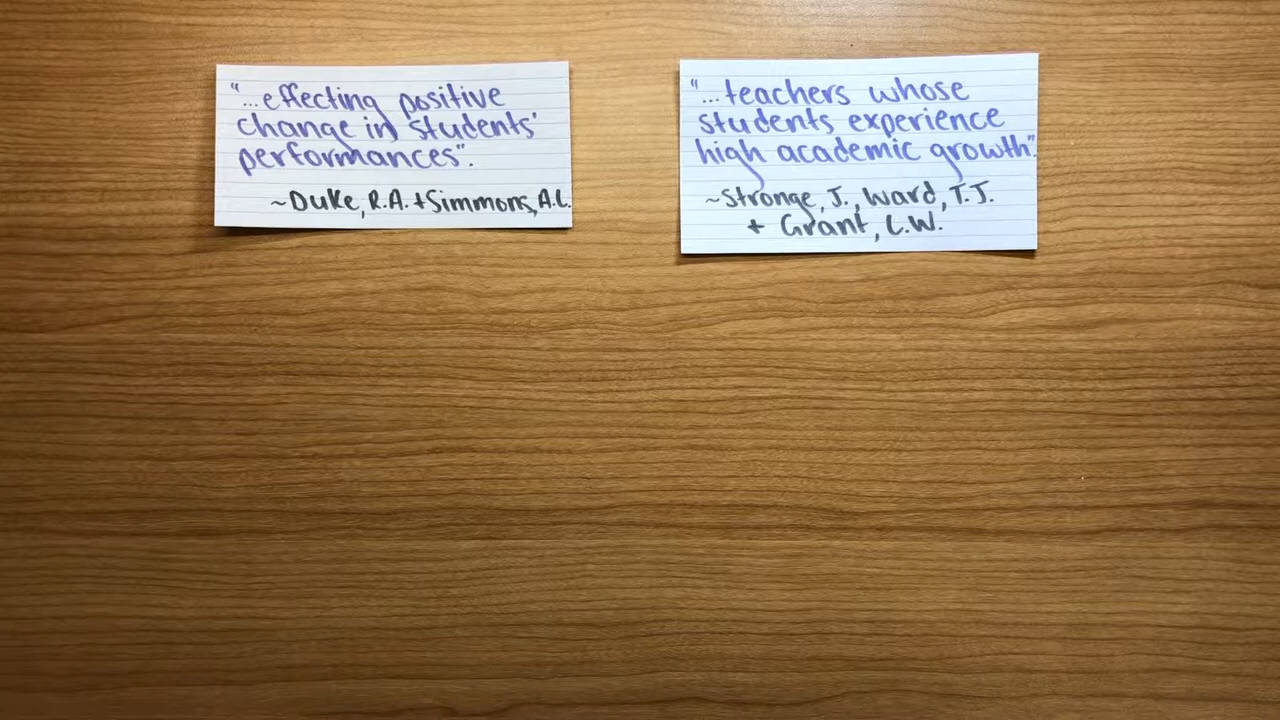 "...effecting positive
change in students'
performances".
~Duke, R.A. + Simmons, A.L.
"...teachers whose
students experience
high academic growth".
~Stronge, J., Ward, T.J.
+ Grant, L.W.